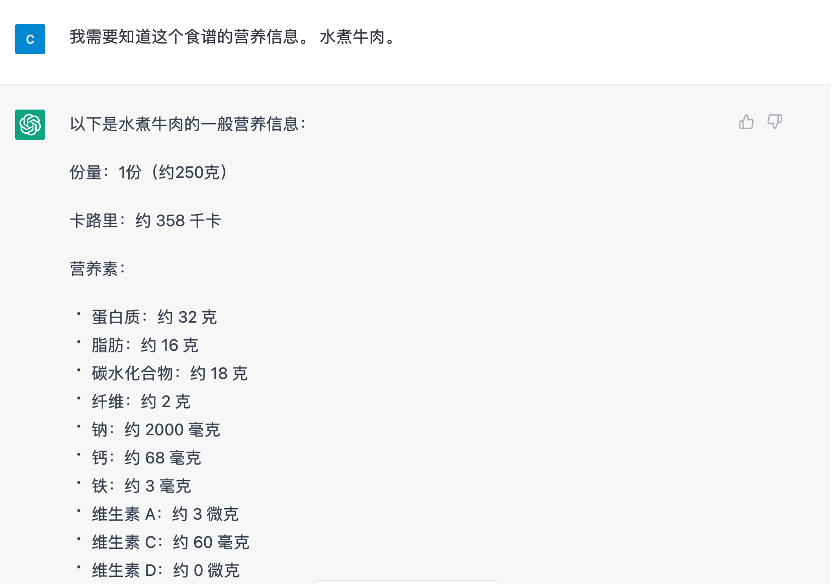 C
我需要知道这个食谱的营养信息。 水煮牛肉。
以下是水煮牛肉的一般营养信息：
份量：1份（约250克）
卡路里：约 358 千卡
营养素：
• 蛋白质：约 32 克
• 脂肪：约 16 克
• 碳水化合物：约 18 克
• 纤维：约 2 克
• 钠：约 2000 毫克
• 钙：约 68 毫克
• 铁：约 3 毫克
• 维生素 A：约 3 微克
• 维生素 C：约 60 毫克
• 维生素 D：约 0 微克